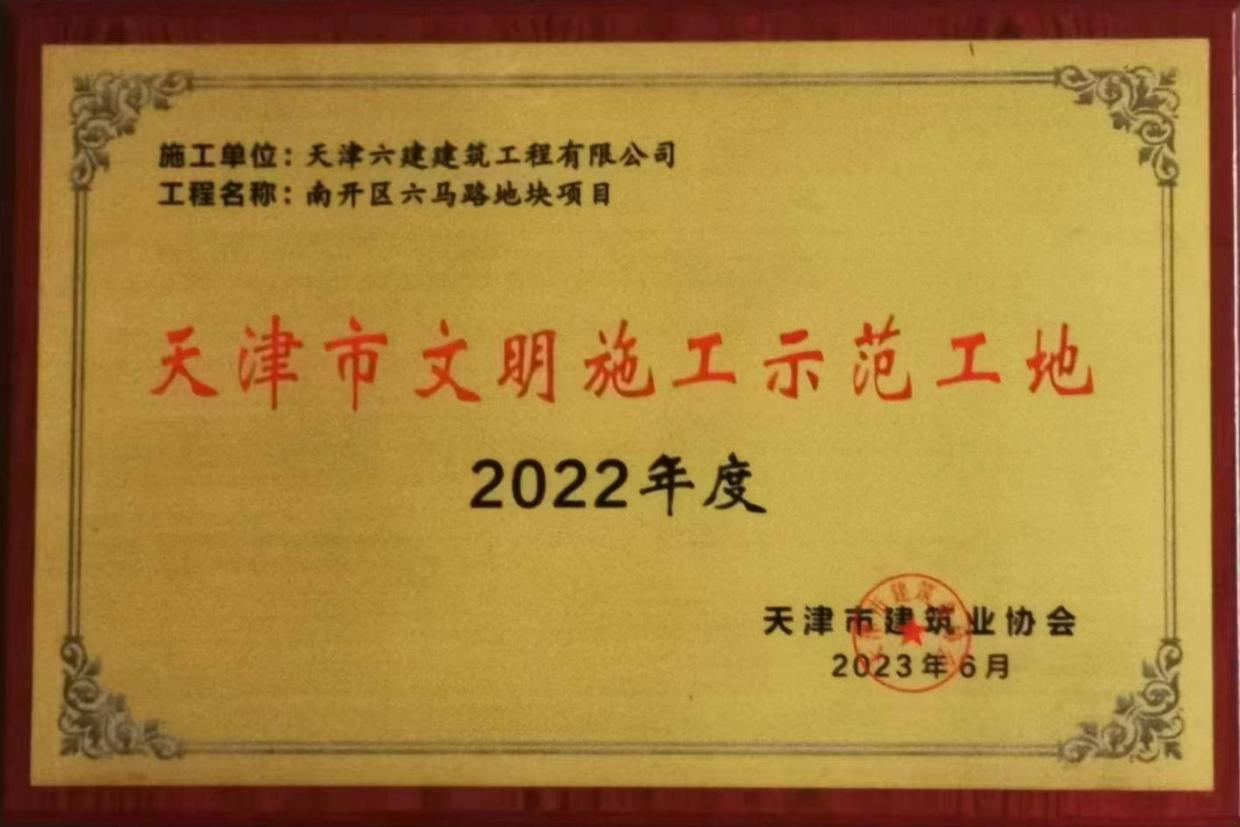 施工单位：天津六建建筑工程有限公司
工程名称：南开区六马路地块项目
天津市文明施工示范工地
2022年度
天津市建筑业协会
2023年6月